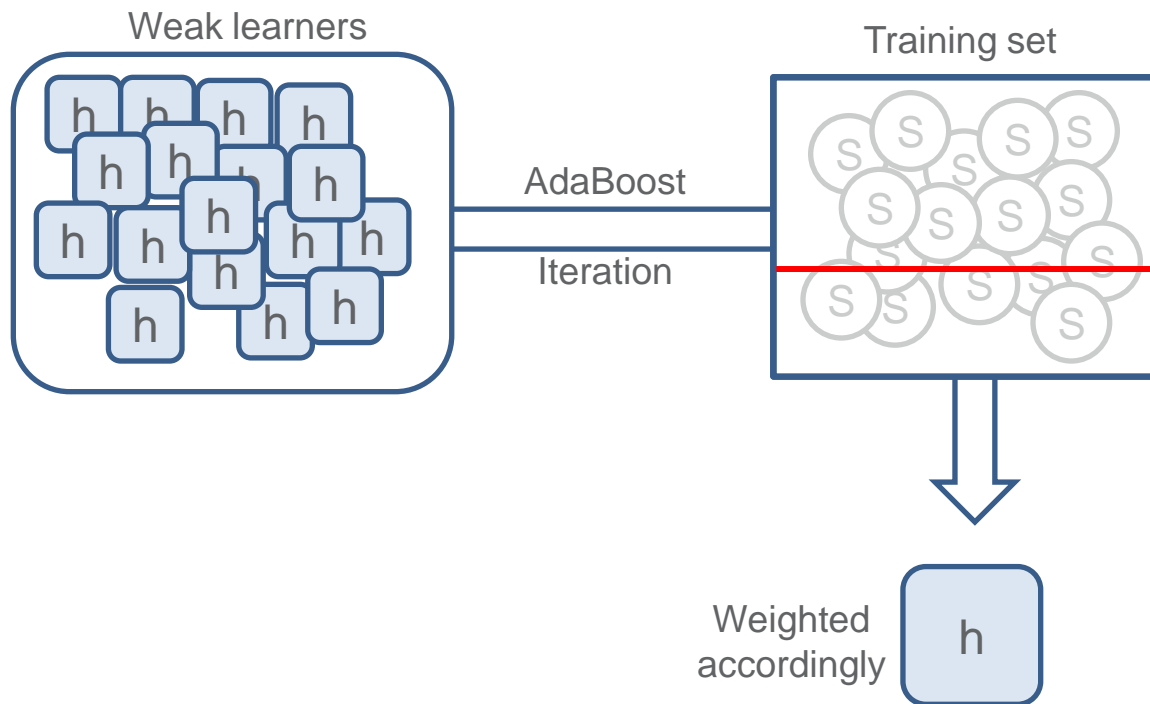 Weak learners
Training set
h h h h
h h h h
h
h h h h
h
h h h
S S S S S
S S S S
S S S S
S S S S
AdaBoost
Iteration
Weighted
accordingly
h